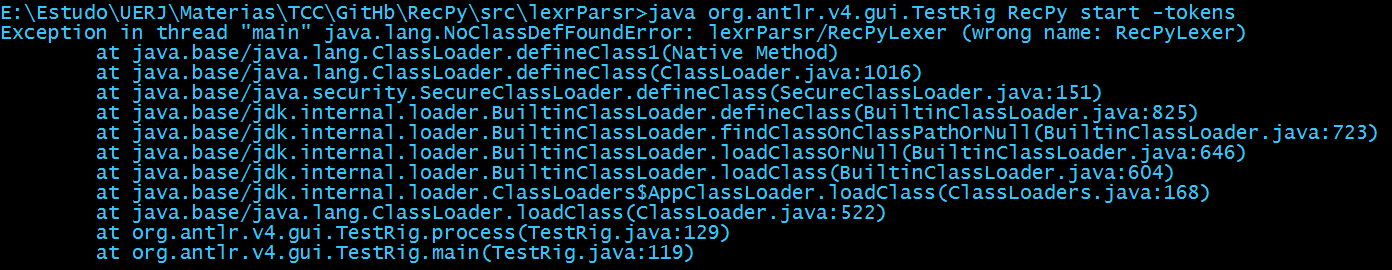 E:\Estudo\UERJ\Materias\TCC\GitHb\RecPy\src\lexrParsr>java org.antlr.v4.gui.TestRig RecPy start -tokens
Exception in thread "main" java.lang.NoClassDefFoundError: lexrParsr/RecPyLexer (wrong name: RecPyLexer)
        at java.base/java.lang.ClassLoader.defineClass1(Native Method)
        at java.base/java.lang.ClassLoader.defineClass(ClassLoader.java:1016)
        at java.base/java.security.SecureClassLoader.defineClass(SecureClassLoader.java:151)
        at java.base/jdk.internal.loader.BuiltinClassLoader.defineClass(BuiltinClassLoader.java:825)
        at java.base/jdk.internal.loader.BuiltinClassLoader.findClassOnClassPathOrNull(BuiltinClassLoader.java:723)
        at java.base/jdk.internal.loader.BuiltinClassLoader.loadClassOrNull(BuiltinClassLoader.java:646)
        at java.base/jdk.internal.loader.BuiltinClassLoader.loadClass(BuiltinClassLoader.java:604)
        at java.base/jdk.internal.loader.ClassLoaders$AppClassLoader.loadClass(ClassLoaders.java:168)
        at java.base/java.lang.ClassLoader.loadClass(ClassLoader.java:522)
        at org.antlr.v4.gui.TestRig.process(TestRig.java:129)
        at org.antlr.v4.gui.TestRig.main(TestRig.java:119)